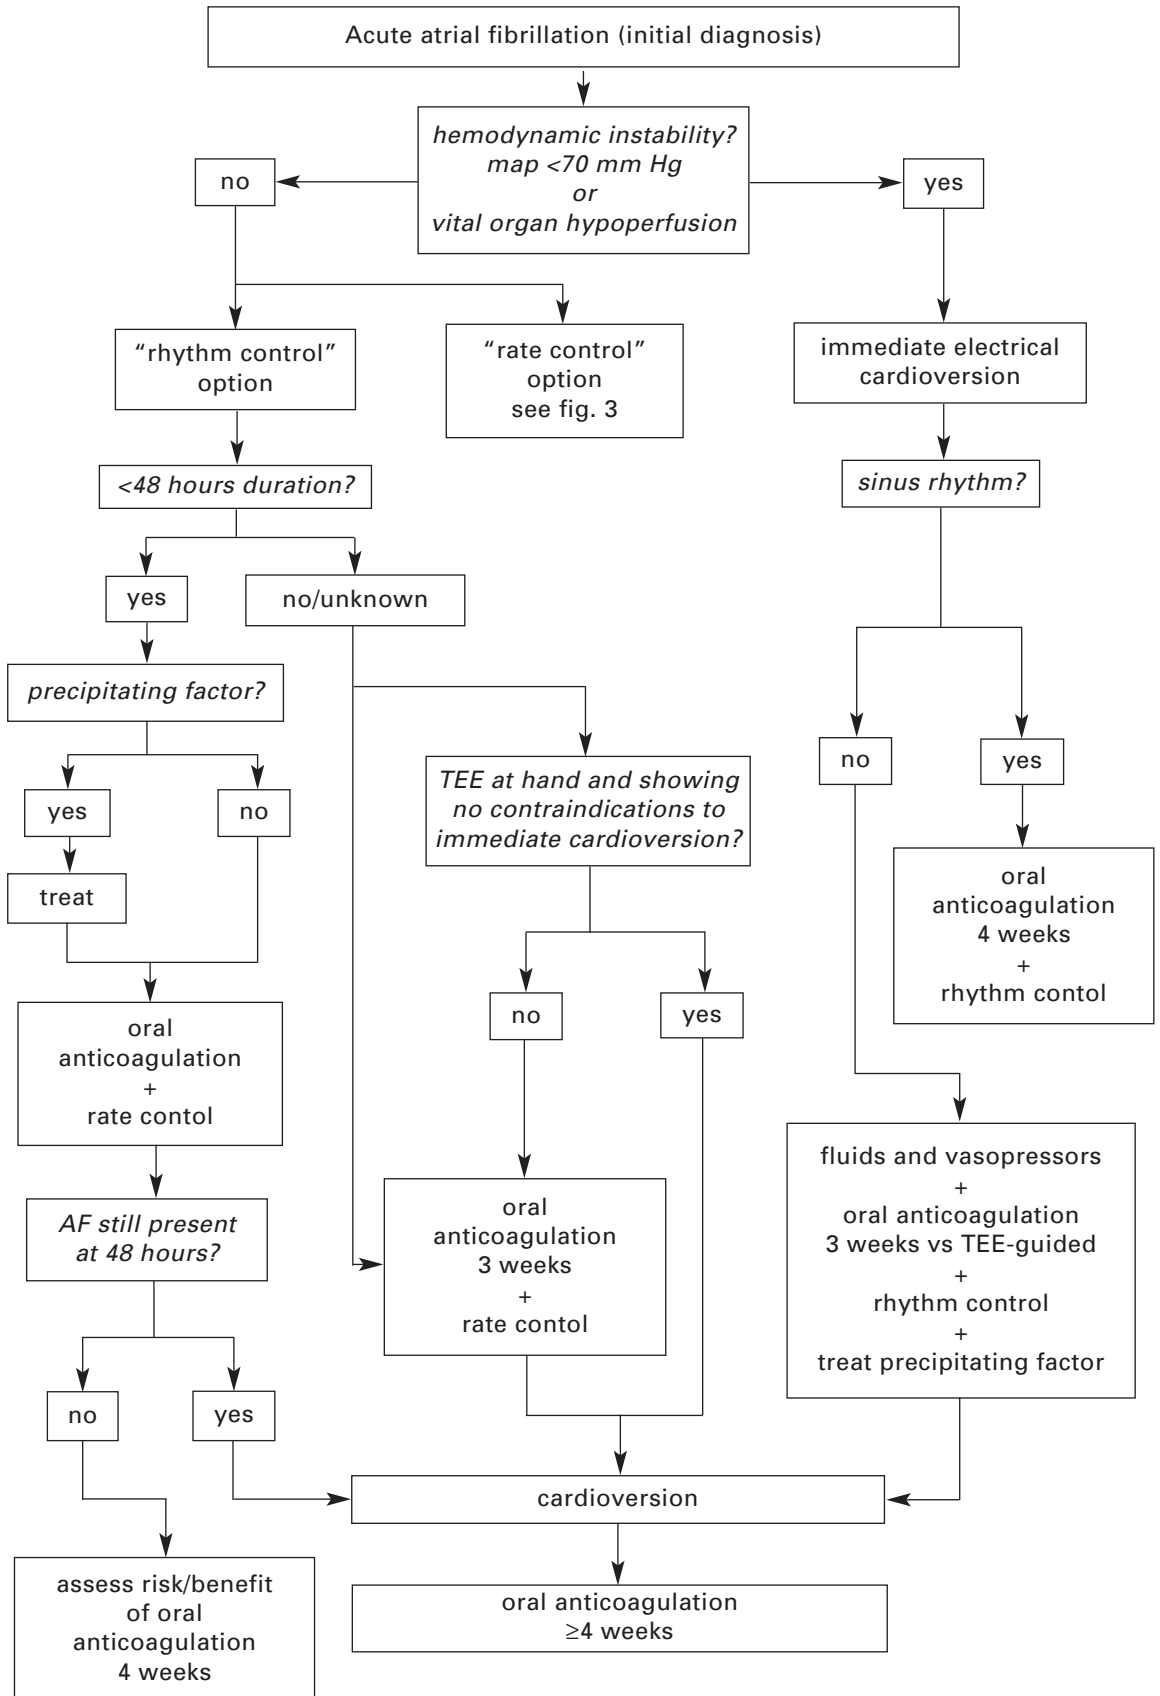 Acute atrial fibrillation (initial diagnosis)
hemodynamic instability?
map <70 mm Hg
or
vital organ hypoperfusion
no
yes
"rhythm control"
option
"rate control"
option
see fig. 3
immediate electrical
cardioversion
<48 hours duration?
sinus rhythm?
yes
no/unknown
precipitating factor?
no
yes
TEE at hand and showing
no contraindications to
immediate cardioversion?
yes
no
treat
oral
anticoagulation
4 weeks
+
rhythm contol
no
yes
oral
anticoagulation
+
rate contol
fluids and vasopressors
+
oral anticoagulation
3 weeks vs TEE-guided
+
rhythm control
+
treat precipitating factor
AF still present
at 48 hours?
oral
anticoagulation
3 weeks
+
rate contol
no
yes
cardioversion
assess risk/benefit
of oral
anticoagulation
4 weeks
oral anticoagulation
≥4 weeks